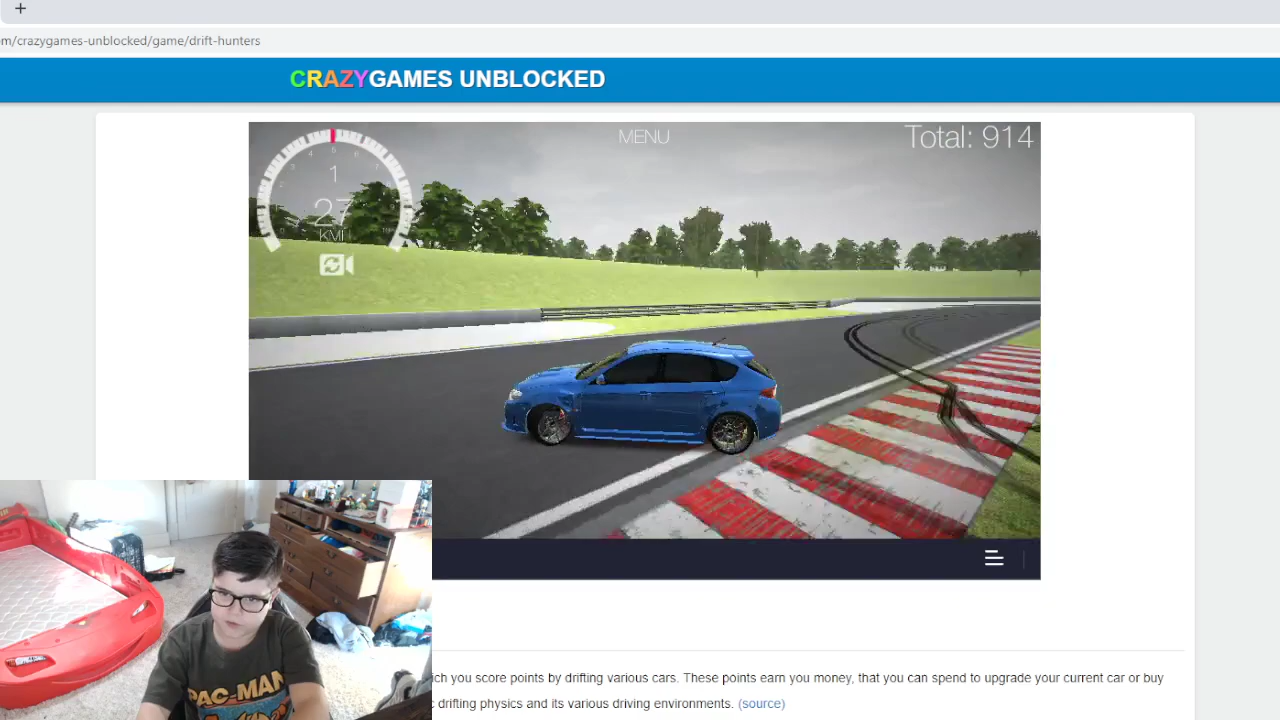 +
m/crazygames-unblocked/game/drift-hunters
CRAZYGAMES UNBLOCKED
MENU
Total: 914
1
27
KMH
PAC-MAN
ch you score points by drifting various cars. These points earn you money, that you can spend to upgrade your current car or buy
drifting physics and its various driving environments. (source)